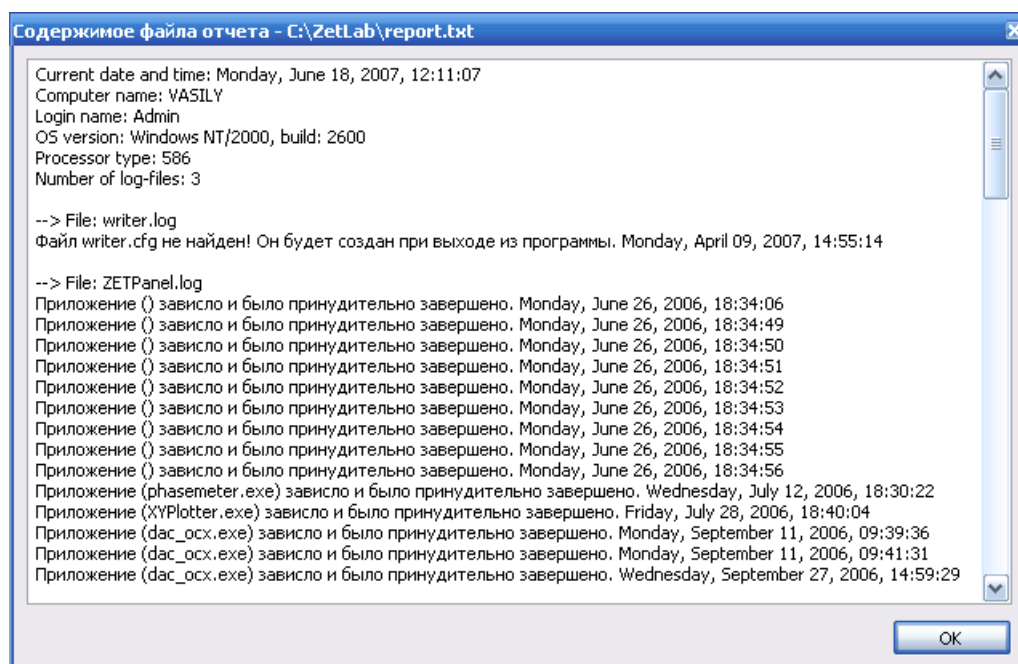 Содержимое файла отчета - C:\ZetLab\report.txt
Current date and time: Monday, June 18, 2007, 12:11:07
Computer name: VASILY
Login name: Admin
OS version: Windows NT/2000, build: 2600
Processor type: 586
Number of log-files: 3
--> File: writer.log
Файл writer.cfg не найден! Он будет создан при выходе из программы. Monday, April 09, 2007, 14:55:14
--> File: ZETPanel.log
Приложение () зависло и было принудительно завершено. Monday, June 26, 2006, 18:34:06
Приложение () зависло и было принудительно завершено. Monday, June 26, 2006, 18:34:49
Приложение () зависло и было принудительно завершено. Monday, June 26, 2006, 18:34:50
Приложение () зависло и было принудительно завершено. Monday, June 26, 2006, 18:34:51
Приложение () зависло и было принудительно завершено. Monday, June 26, 2006, 18:34:52
Приложение () зависло и было принудительно завершено. Monday, June 26, 2006, 18:34:53
Приложение () зависло и было принудительно завершено. Monday, June 26, 2006, 18:34:54
Приложение () зависло и было принудительно завершено. Monday, June 26, 2006, 18:34:55
Приложение () зависло и было принудительно завершено. Monday, June 26, 2006, 18:34:56
Приложение (phasemeter.exe) зависло и было принудительно завершено. Wednesday, July 12, 2006, 18:30:22
Приложение (XYPlotter.exe) зависло и было принудительно завершено. Friday, July 28, 2006, 18:40:04
Приложение (dac_ocx.exe) зависло и было принудительно завершено. Monday, September 11, 2006, 09:39:36
Приложение (dac_ocx.exe) зависло и было принудительно завершено. Monday, September 11, 2006, 09:41:31
Приложение (dac_ocx.exe) зависло и было принудительно завершено. Wednesday, September 27, 2006, 14:59:29
OK